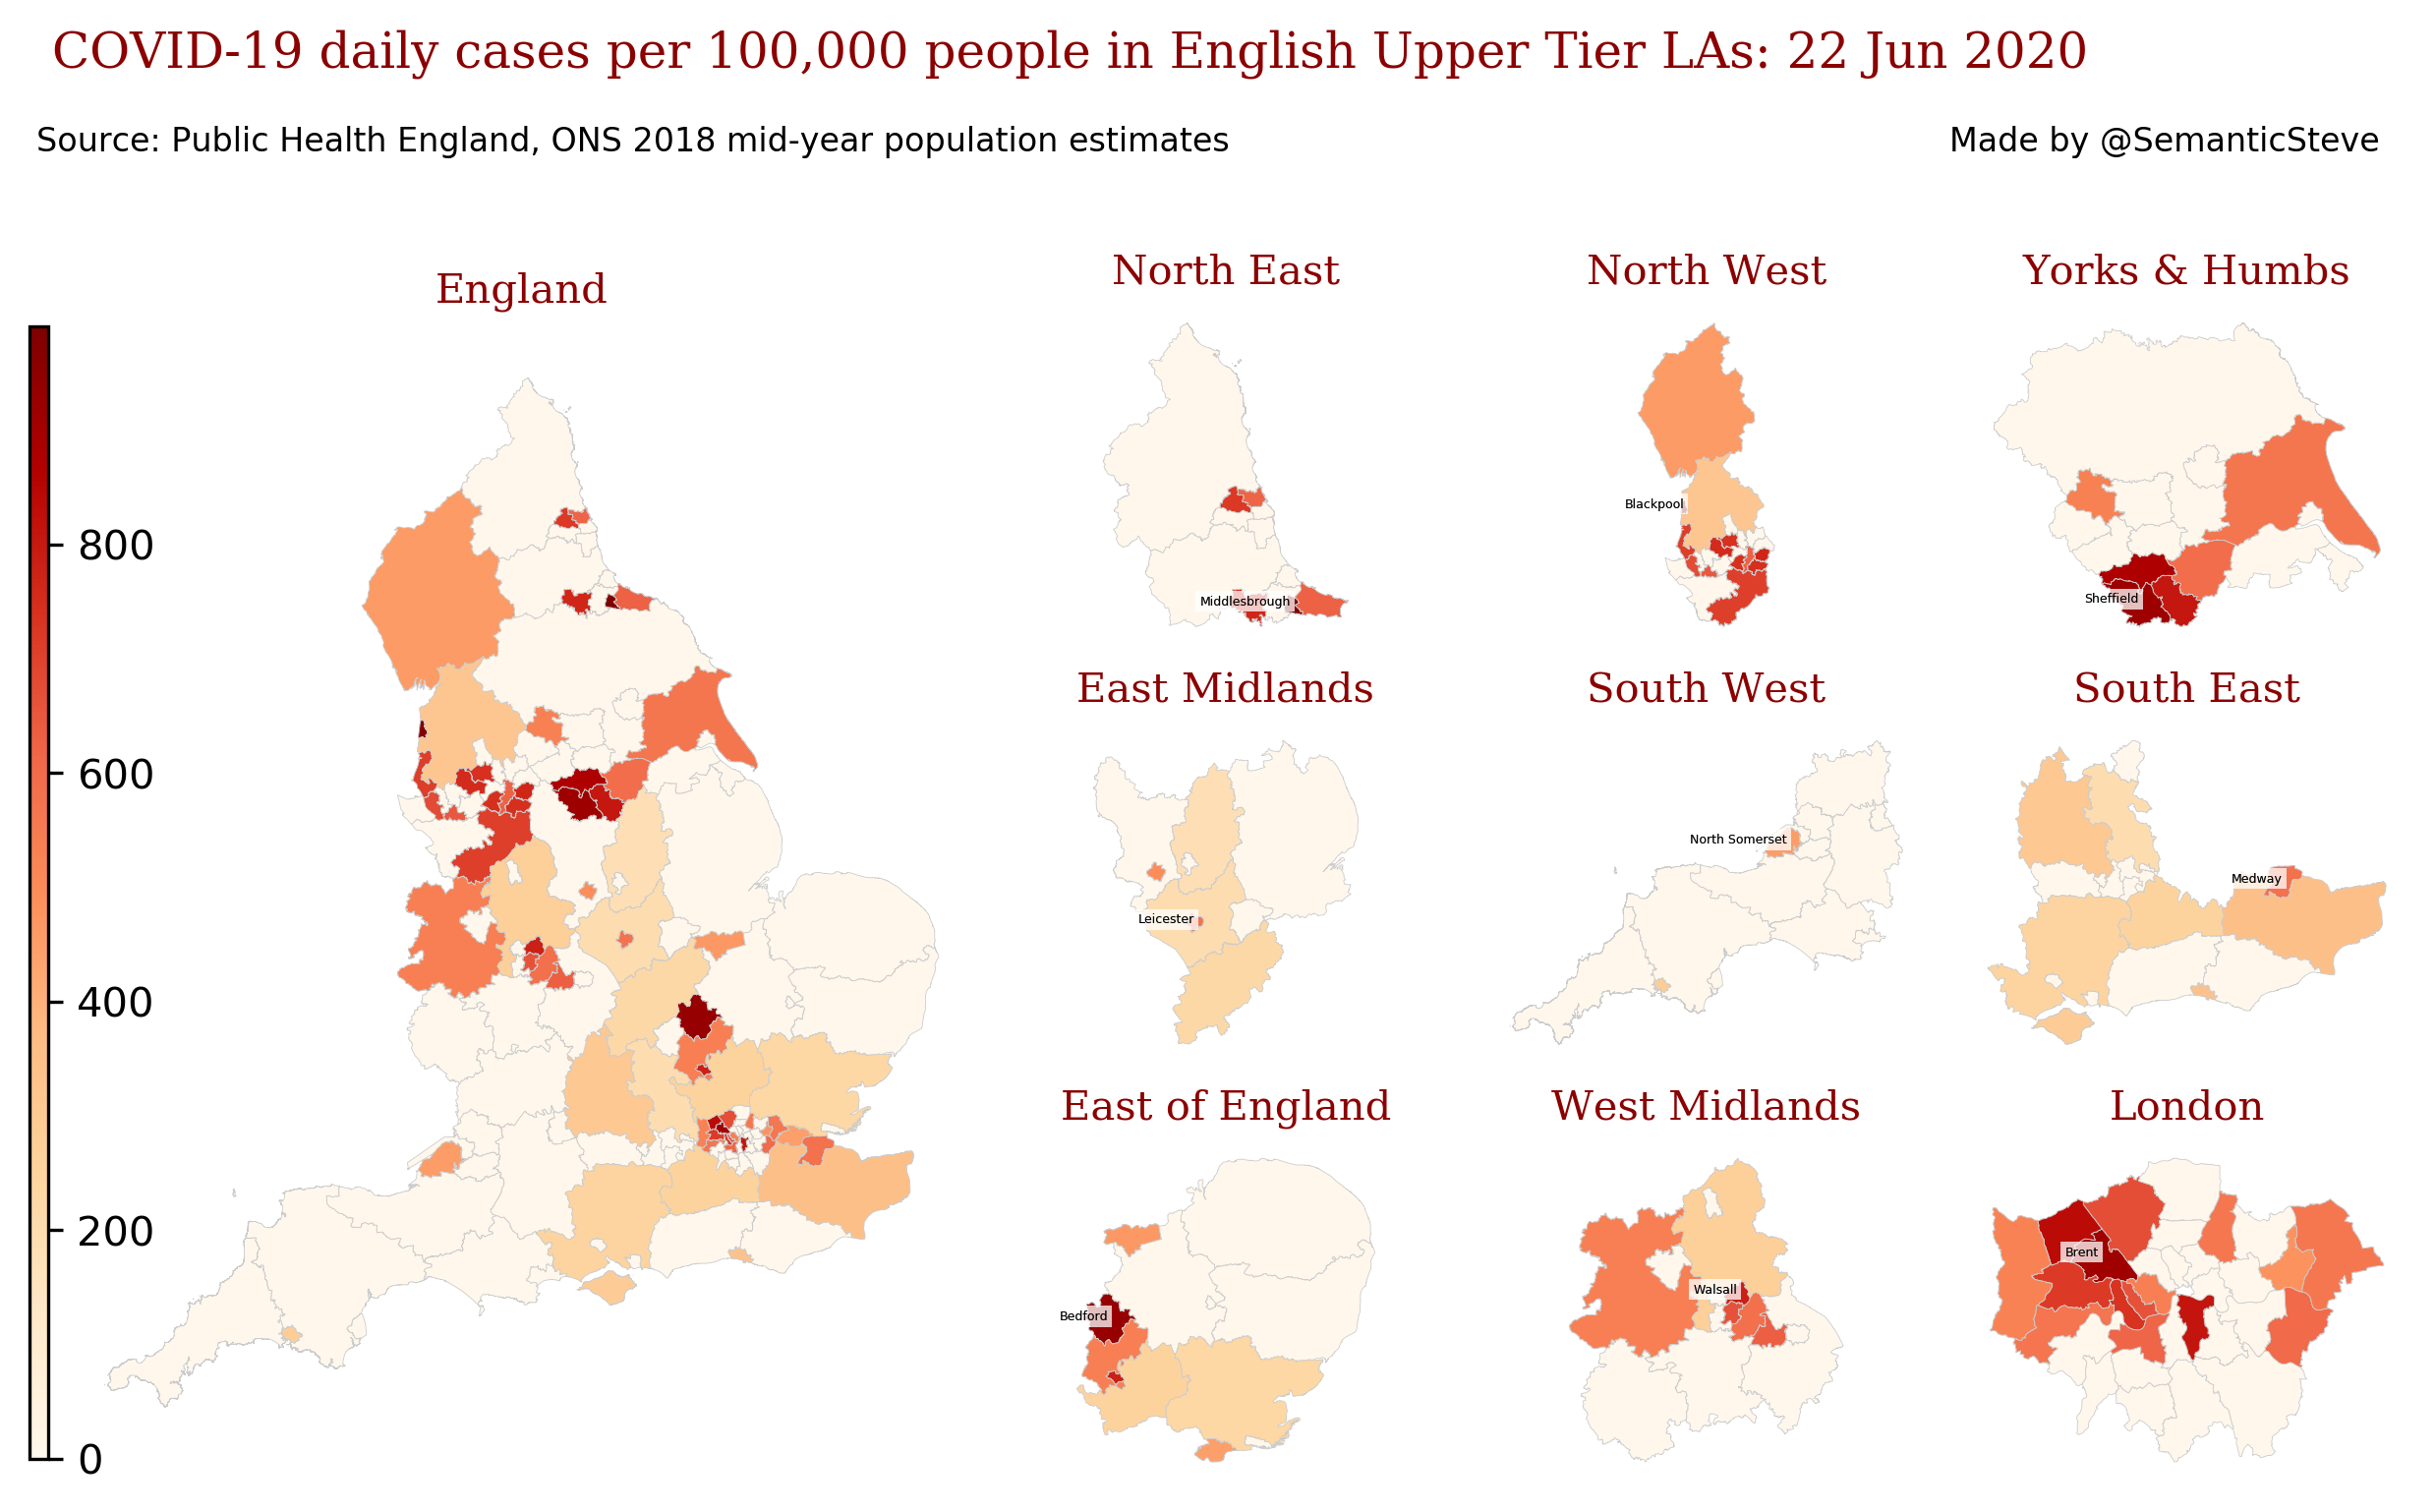 COVID-19 daily cases per 100,000 people in English Upper Tier LAs: 22 Jun 2020
Source: Public Health England, ONS 2018 mid-year population estimates
Made by @SemanticSteve
England
800
600
400
200
0
North East
Middlesbrough
North West
Blackpool
Yorks & Humbs
Sheffield
East Midlands
Leicester
South West
North Somerset
South East
Medway
East of England
Bedford
West Midlands
Walsall
London
Brent